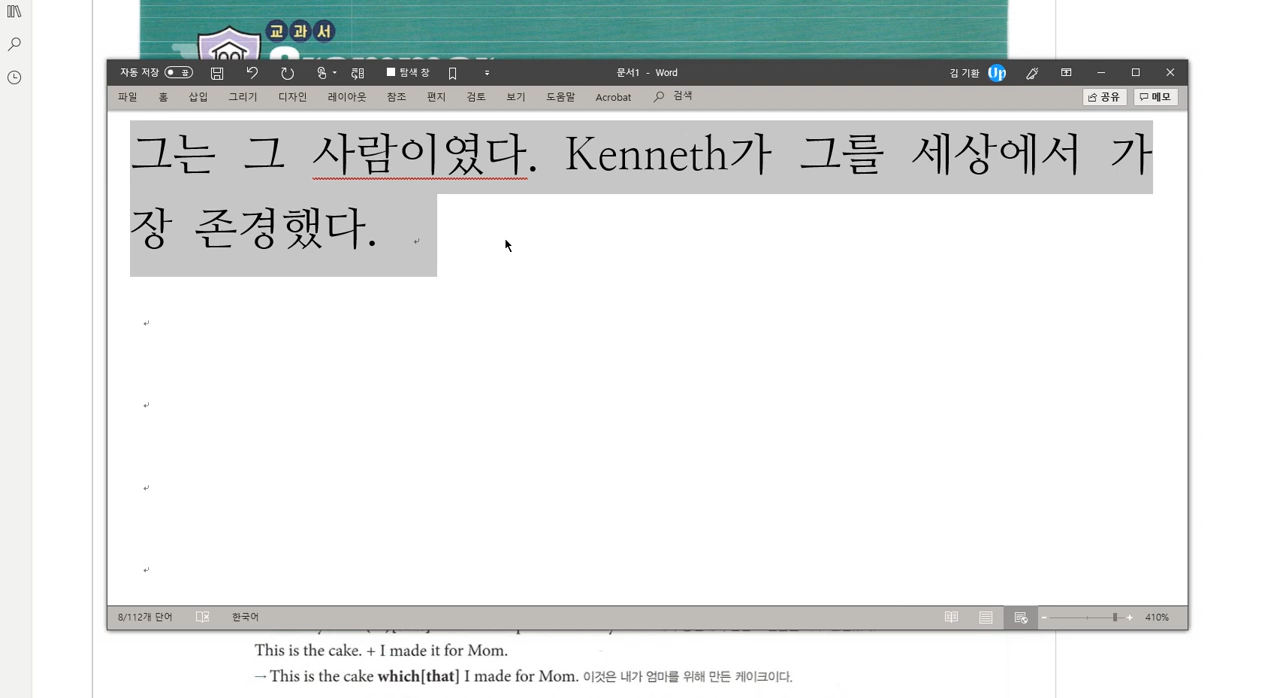 교과서
자동 저장 끔 탐색 창 문서1 - Word 김 기환 Up
파일 홈 삽입 그리기 디자인 레이아웃 참조 편지 검토 보기 도움말 Acrobat 검색 공유 메모
그는 그 사람이였다. Kenneth가 그를 세상에서 가
장 존경했다.
8/112개 단어 한국어 410%
This is the cake. + I made it for Mom.
→ This is the cake which[that] I made for Mom. 이것은 내가 엄마를 위해 만든 케이크이다.